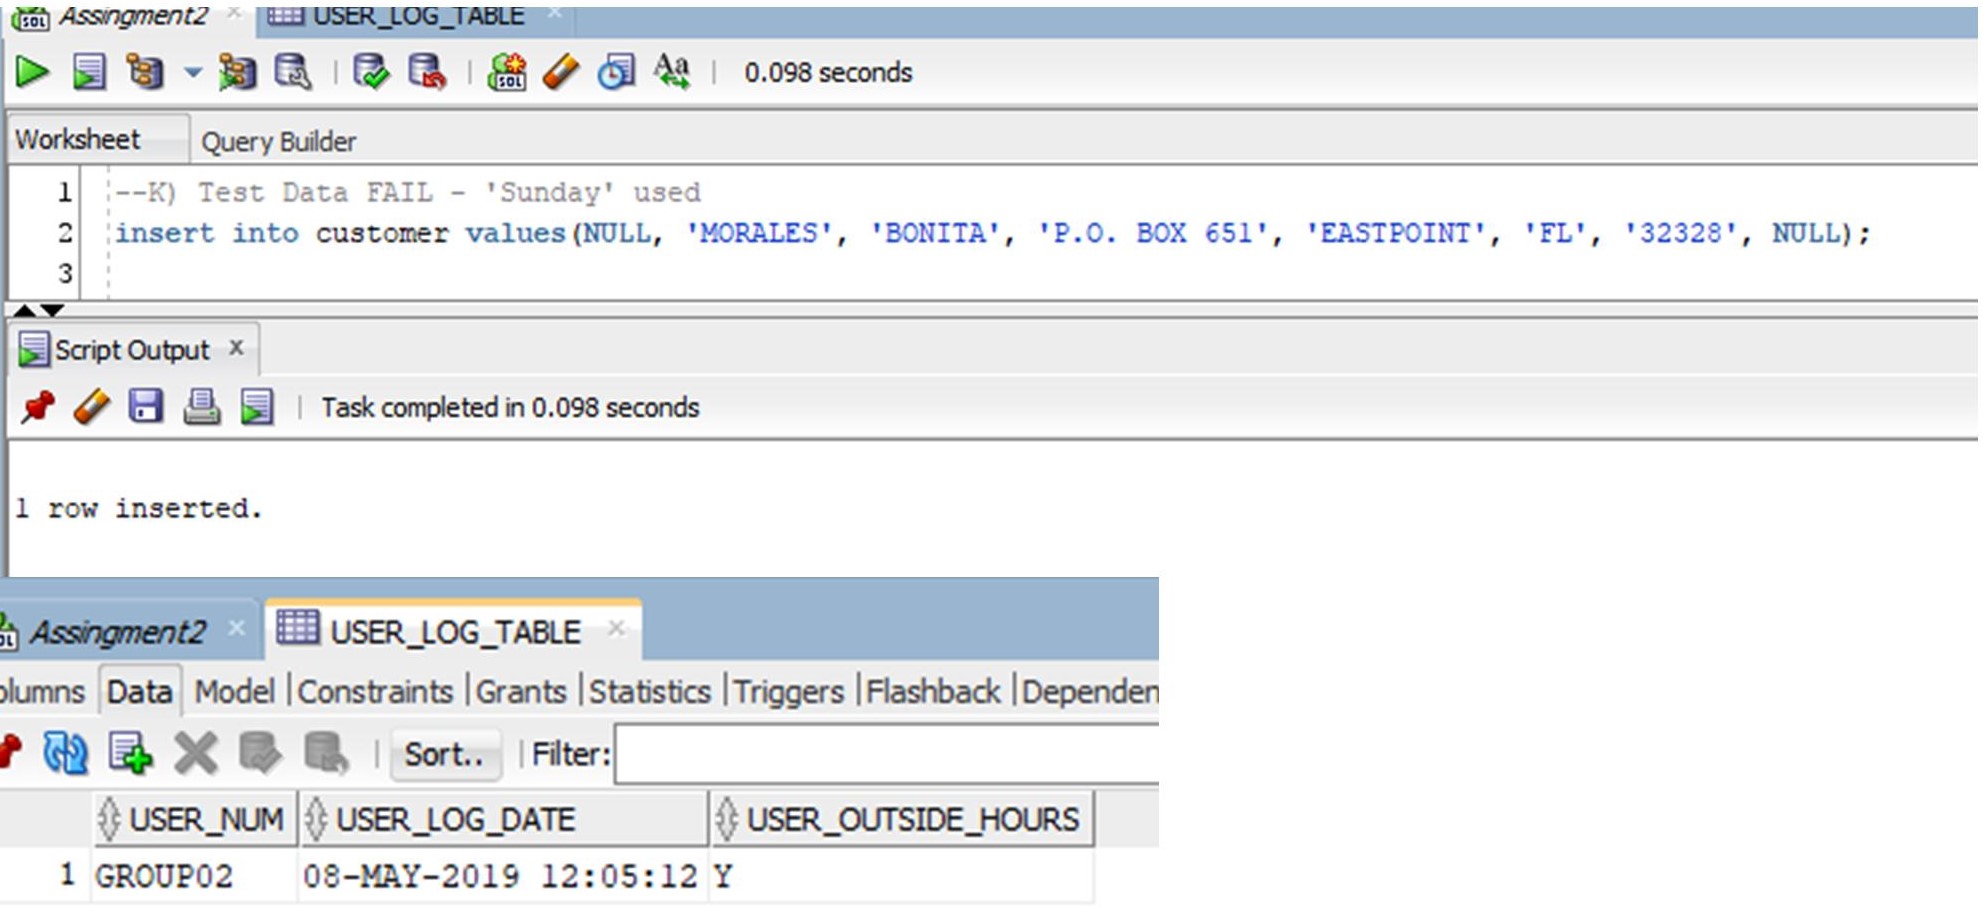 Assingment2 × USER_LOG_TABLE ×
0.098 seconds
Worksheet Query Builder
1 --K) Test Data FAIL - 'Sunday' used
2 insert into customer values(NULL, 'MORALES', 'BONITA', 'P.O. BOX 651', 'EASTPOINT', 'FL', '32328', NULL);
3
Script Output x
Task completed in 0.098 seconds
1 row inserted.
Assingment2 × USER_LOG_TABLE ×
olumns Data Model |Constraints |Grants |Statistics |Triggers |Flashback |Dependen
Sort.. Filter:
USER_NUM USER_LOG_DATE USER_OUTSIDE_HOURS
1 GROUP02 08-MAY-2019 12:05:12 Y